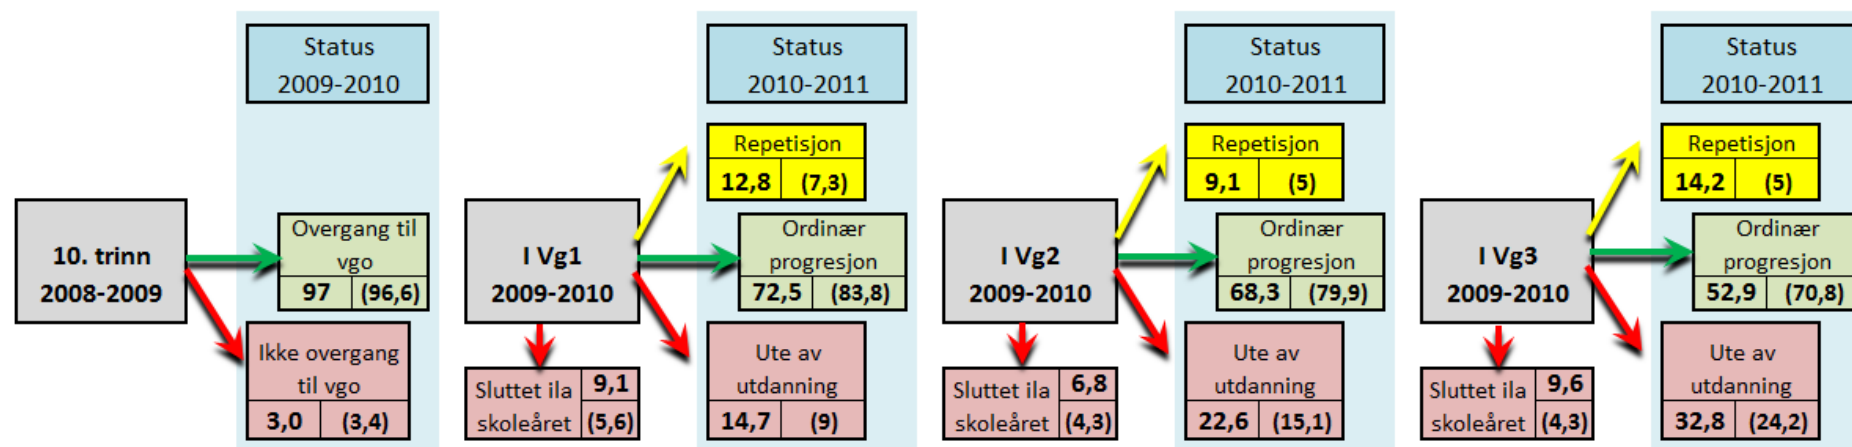 Status
2009-2010
10. trinn
2008-2009
Overgang til
vgo
97 (96,6)
Ikke overgang
til vgo
3,0 (3,4)
Status
2010-2011
Repetisjon
12,8 (7,3)
I Vg1
2009-2010
Ordinær
progresjon
72,5 (83,8)
Sluttet ila
skoleåret
9,1
(5,6)
Ute av
utdanning
14,7 (9)
Status
2010-2011
Repetisjon
9,1 (5)
I Vg2
2009-2010
Ordinær
progresjon
68,3 (79,9)
Sluttet ila
skoleåret
6,8
(4,3)
Ute av
utdanning
22,6 (15,1)
Status
2010-2011
Repetisjon
14,2 (5)
I Vg3
2009-2010
Ordinær
progresjon
52,9 (70,8)
Sluttet ila
skoleåret
9,6
(4,3)
Ute av
utdanning
32,8 (24,2)